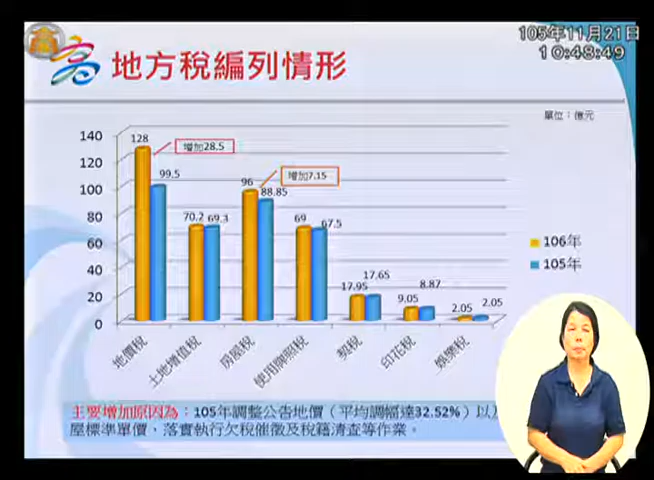 105年11月21日
10:48:49
地方稅編列情形
單位：億元
140
120
100
80
60
40
20
0
128
增加28.5
99.5
70.2 69.3
96
增加7.15
88.85
69
67.5
17.95
17.65
9.05
8.87
2.05
2.05
106年
105年
地價稅
土地增值稅
房屋稅
使用牌照稅
契稅
印花稅
娛樂稅
主要增加原因為：105年調整公告地價（平均調幅達32.52%）以
屋標準單價，落實執行欠稅催徵及稅籍清查等作業。